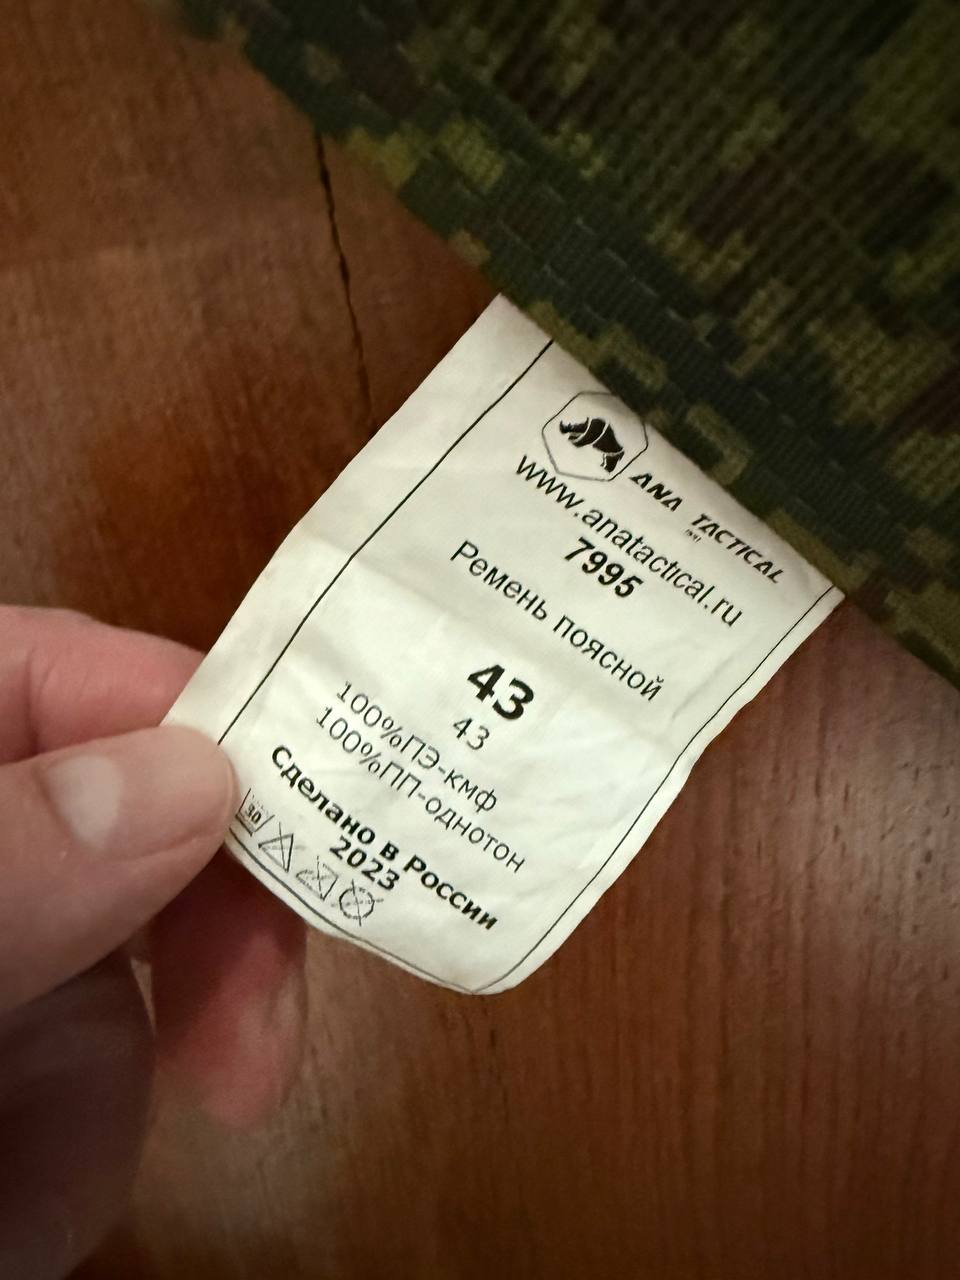 ANA TACTICAL
www.anatactical.ru
7995
Ремень поясной
43
43
100%ПЭ-кмф
100%ПП-однотон
Сделано в России
2023
30